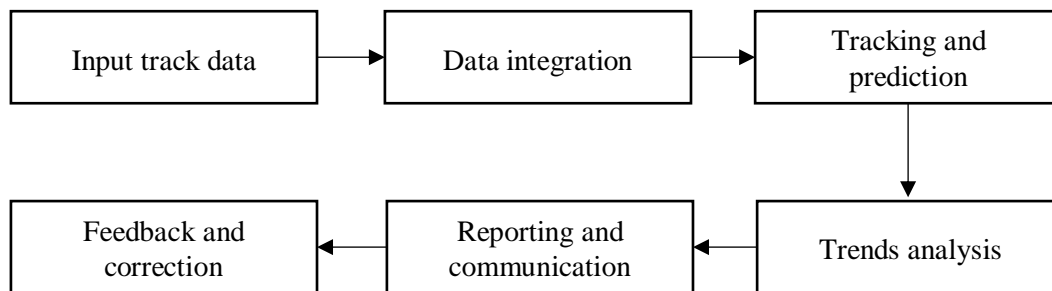 Input track data
Data integration
Tracking and
prediction
Trends analysis
Reporting and
communication
Feedback and
correction